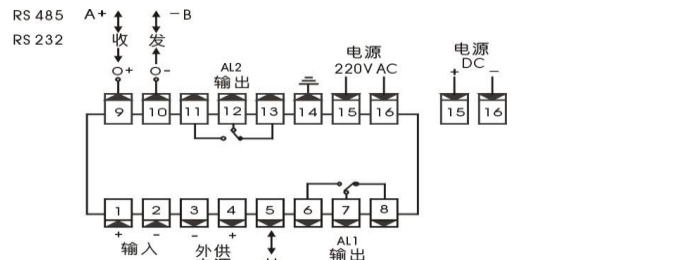 RS 485 A+ −B
RS 232 收 发
O+ O−
AL2
输出
电源
220V AC
电源
DC
+ −
9 10 11 12 13 14 15 16 15 16
1 2 3 4 5 6 7 8
+ − − +
输入 外供 AL1
输出